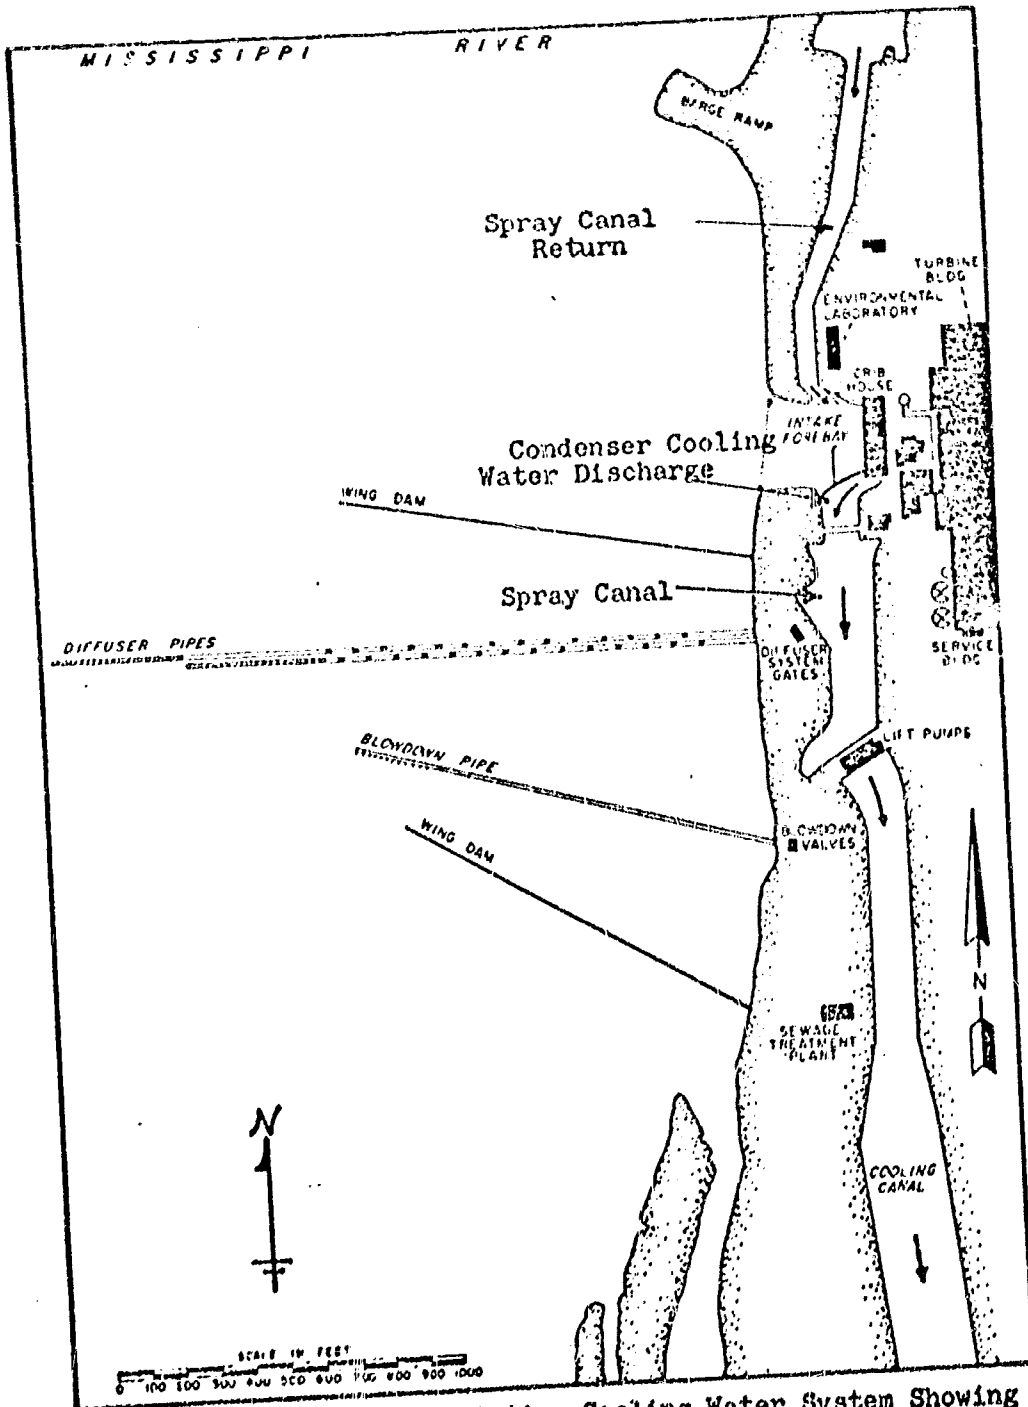 MISSISSIPPI RIVER
BARGE RAMP
Spray Canal
Return
TURBINE
BLDG
ENVIRONMENTAL
LABORATORY
CRIB
HOUSE
INTAKE
FOREBAY
Condenser Cooling
Water Discharge
WING DAM
Spray Canal
DIFFUSER PIPES
DIFFUSER
SYSTEM
GATES
SERVICE
BLDG
LIFT PUMPS
BLOWDOWN PIPE
BLOWDOWN
VALVES
WING DAM
N
SEWAGE
TREATMENT
PLANT
N
COOLING
CANAL
SCALE IN FEET
0 100 200 300 400 500 600 700 800 900 1000
Cooling Water System Showing